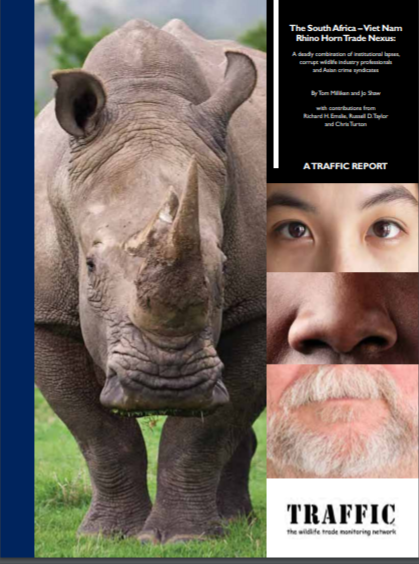 The South Africa – Viet Nam
Rhino Horn Trade Nexus:
A deadly combination of institutional lapses,
corrupt wildlife industry professionals
and Asian crime syndicates
By Tom Milliken and Jo Shaw
with contributions from
Richard H. Emslie, Russell D. Taylor
and Chris Turton
A TRAFFIC REPORT
TRAFFIC
the wildlife trade monitoring network